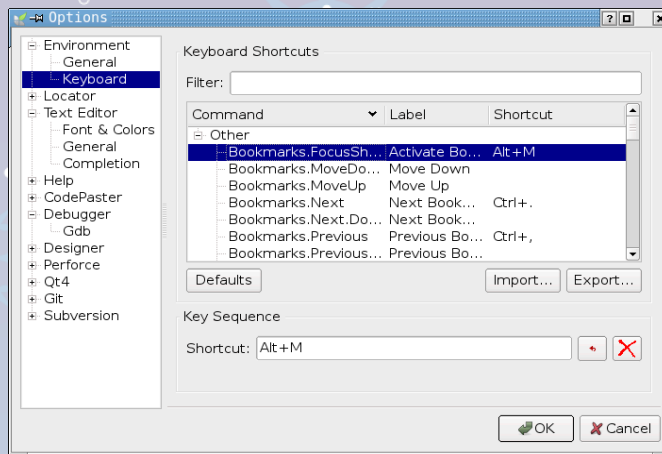 Options
Environment
General
Keyboard
Locator
Text Editor
Font & Colors
General
Completion
Help
CodePaster
Debugger
Gdb
Designer
Perforce
Qt4
Git
Subversion
Keyboard Shortcuts
Filter:
Command Label Shortcut
Other
Bookmarks.FocusSh... Activate Bo... Alt+M
Bookmarks.MoveDo... Move Down
Bookmarks.MoveUp Move Up
Bookmarks.Next Next Book... Ctrl+.
Bookmarks.Next.Do... Next Book...
Bookmarks.Previous Previous Bo... Ctrl+,
Bookmarks.Previous... Previous Bo...
Defaults Import... Export...
Key Sequence
Shortcut: Alt+M
OK Cancel